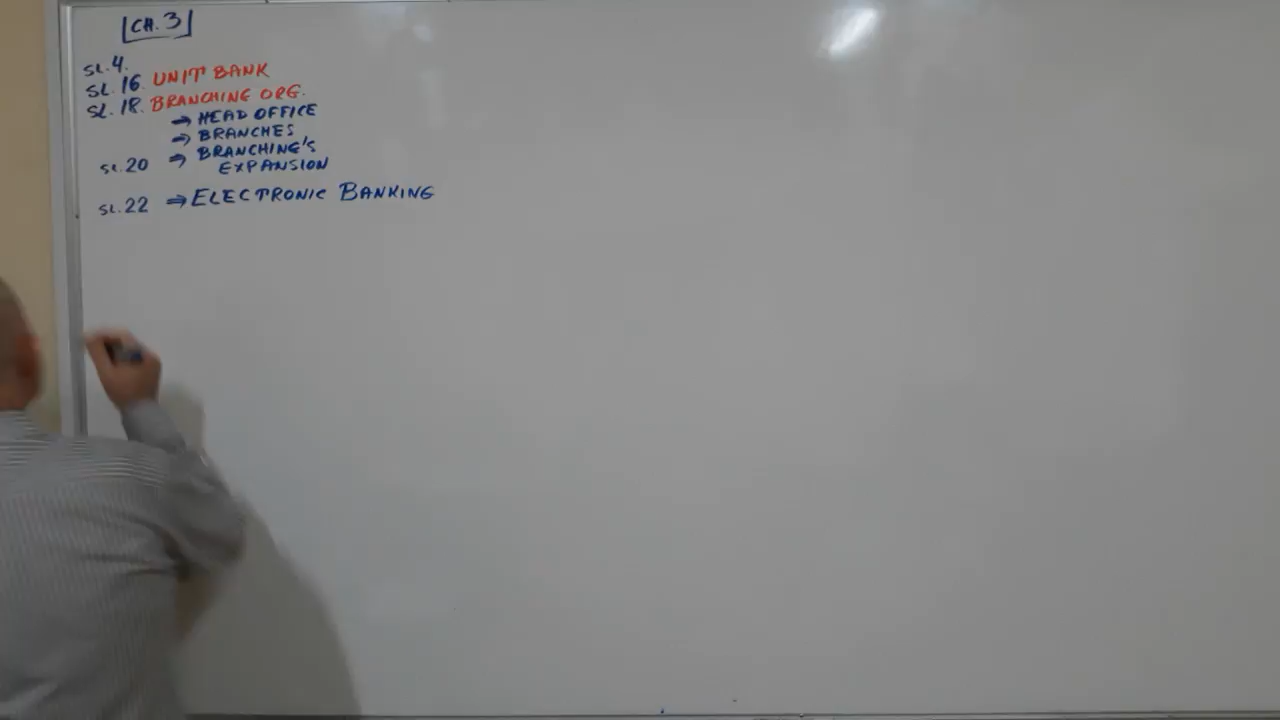 CH. 3
SL. 4.
SL. 16. UNIT BANK
SL. 18. BRANCHING ORG.
⇒ HEAD OFFICE
⇒ BRANCHES
SL. 20 ⇒ BRANCHING'S
EXPANSION
SL. 22 ⇒ ELECTRONIC BANKING